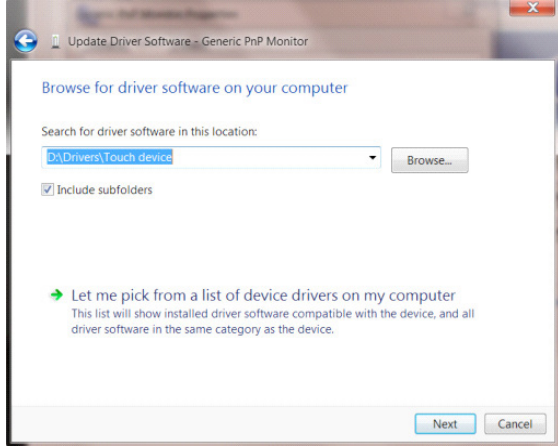 Update Driver Software - Generic PnP Monitor
Browse for driver software on your computer
Search for driver software in this location:
D:\Drivers\Touch device
Browse...
Include subfolders
Let me pick from a list of device drivers on my computer
This list will show installed driver software compatible with the device, and all
driver software in the same category as the device.
Next
Cancel